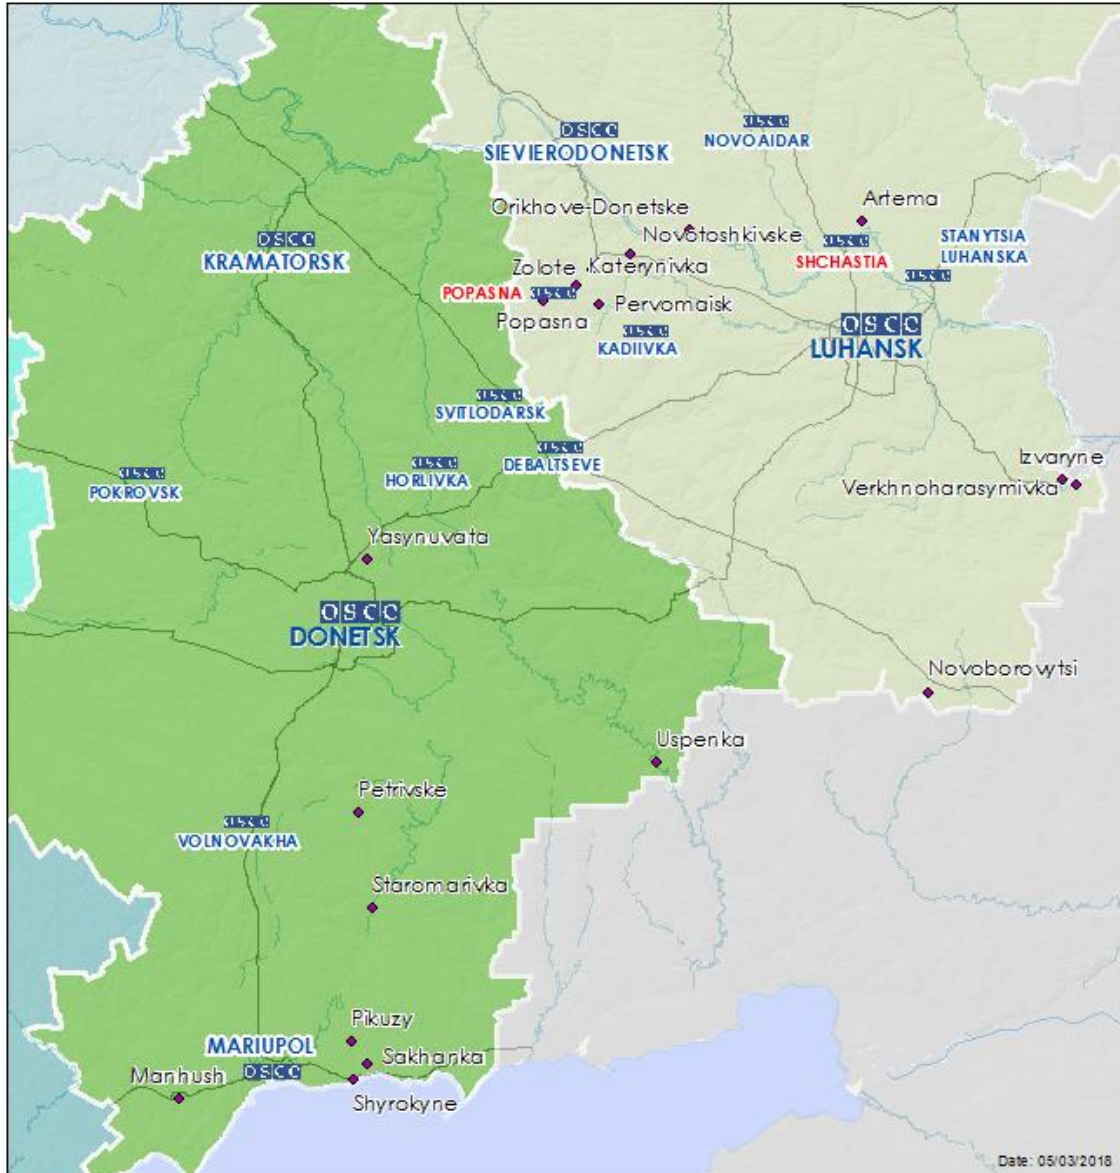 OSCE
SIEVIERODONETSK
OSCE
NOVOAIDAR
Artema
Orikhove-Donetske
Novotoshkivske
OSCE
SHCHASTIA
STANYTSIA
LUHANSKA
OSCE
OSCE
KRAMATORSK
Zolote
Katerynivka
POPASNA
OSCE
Popasna
Pervomaisk
OSCE
KADIIVKA
OSCE
LUHANSK
OSCE
SVITLODARSK
OSCE
DEBALTSEVE
OSCE
HORLIVKA
OSCE
POKROVSK
Izvaryne
Verkhnoharasymivka
Yasynuvata
OSCE
DONETSK
Novoborovytsi
Uspenka
Petrivske
OSCE
VOLNOVAKHA
Staromarivka
Pikuzy
MARIUPOL
OSCE
Sakhanka
Manhush
Shyrokyne
Date: 05/03/2018